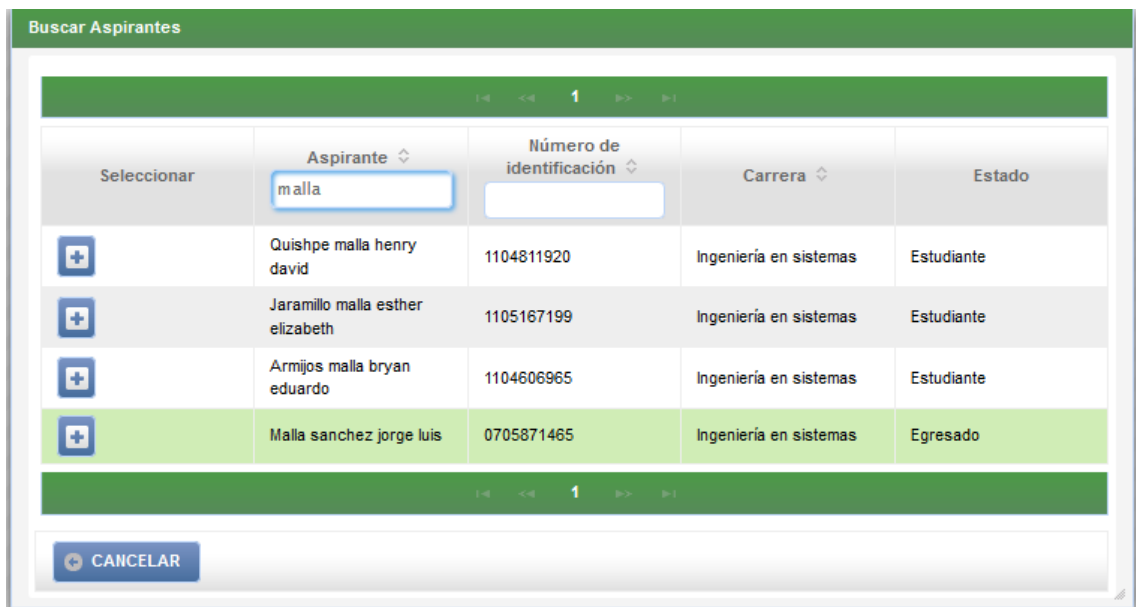 Buscar Aspirantes
1
Seleccionar
Aspirante
malla
Número de
identificación
Carrera
Estado
Quishpe malla henry
david
1104811920
Ingeniería en sistemas
Estudiante
Jaramillo malla esther
elizabeth
1105167199
Ingeniería en sistemas
Estudiante
Armijos malla bryan
eduardo
1104606965
Ingeniería en sistemas
Estudiante
Malla sanchez jorge luis
0705871465
Ingeniería en sistemas
Egresado
1
CANCELAR